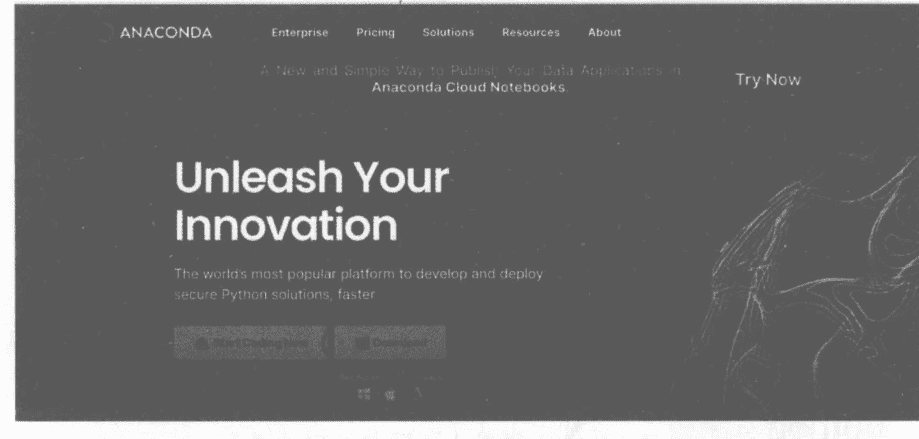 ANACONDA Enterprise Pricing Solutions Resources About
A New and Simple Way to Publish Your Data Applications in
Anaconda Cloud Notebooks
Try Now
Unleash Your
Innovation
The world's most popular platform to develop and deploy
secure Python solutions, faster